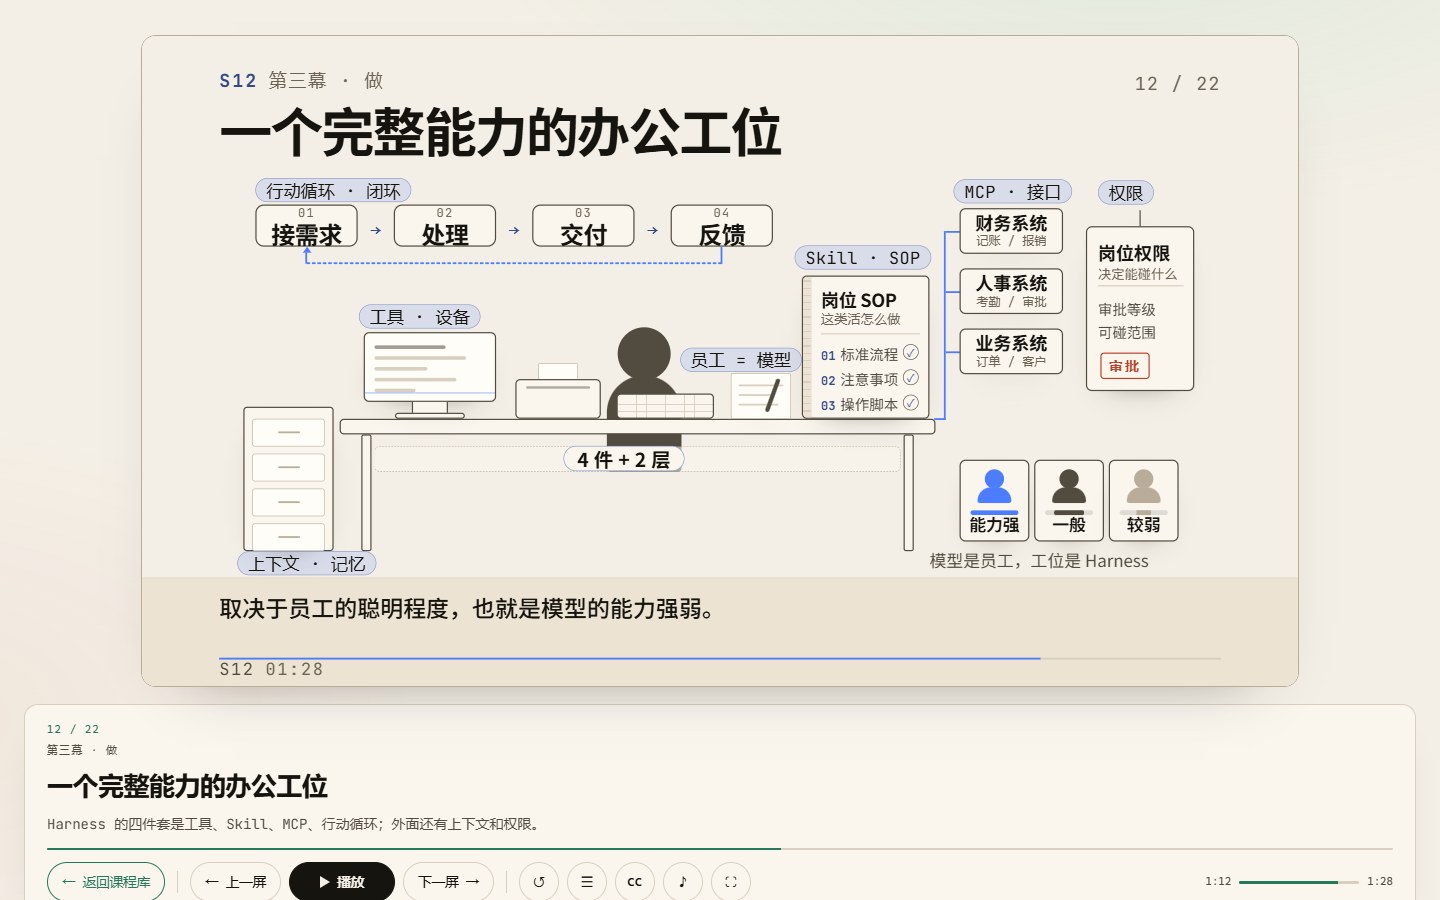 S12 第三幕 · 做
12 / 22
一个完整能力的办公工位
行动循环 · 闭环
01
接需求
→
02
处理
→
03
交付
→
04
反馈
MCP · 接口
财务系统
记账 / 报销
人事系统
考勤 / 审批
业务系统
订单 / 客户
权限
岗位权限
决定能碰什么
审批等级
可碰范围
审批
Skill · SOP
岗位 SOP
这类活怎么做
01 标准流程
02 注意事项
03 操作脚本
工具 · 设备
员工 = 模型
4 件 + 2 层
上下文 · 记忆
能力强
一般
较弱
模型是员工，工位是 Harness
取决于员工的聪明程度，也就是模型的能力强弱。
S12 01:28
12 / 22
第三幕 · 做
一个完整能力的办公工位
Harness 的四件套是工具、Skill、MCP、行动循环；外面还有上下文和权限。
← 返回课程库
← 上一屏
▶ 播放
下一屏 →
↺
☰
CC
♪
⛶
1:12
1:28